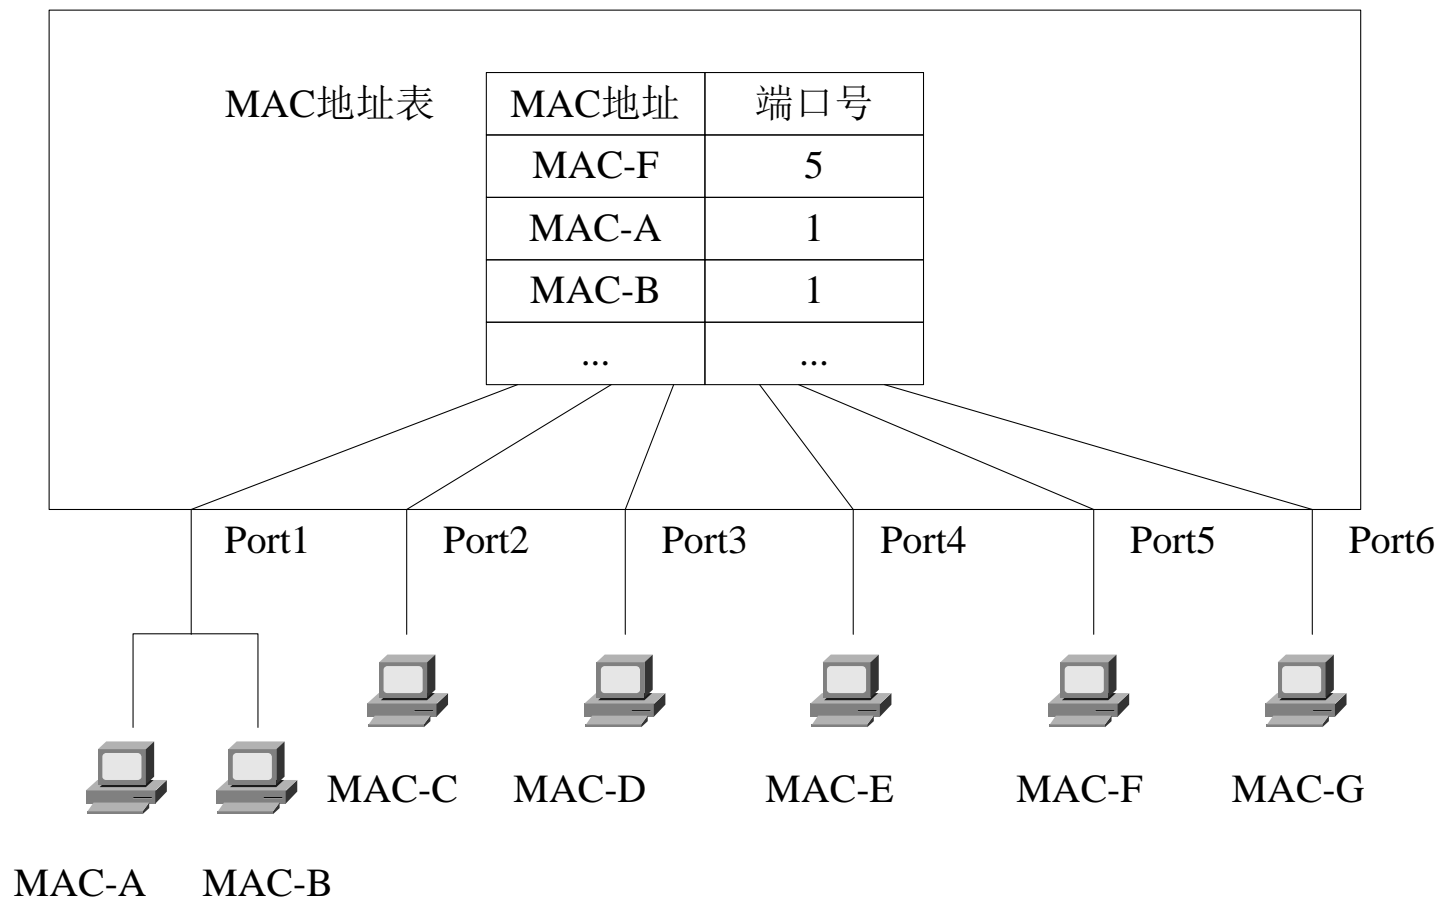 MAC地址表
MAC地址 端口号
MAC-F 5
MAC-A 1
MAC-B 1
... ...
Port1 Port2 Port3 Port4 Port5 Port6
MAC-C MAC-D MAC-E MAC-F MAC-G
MAC-A MAC-B